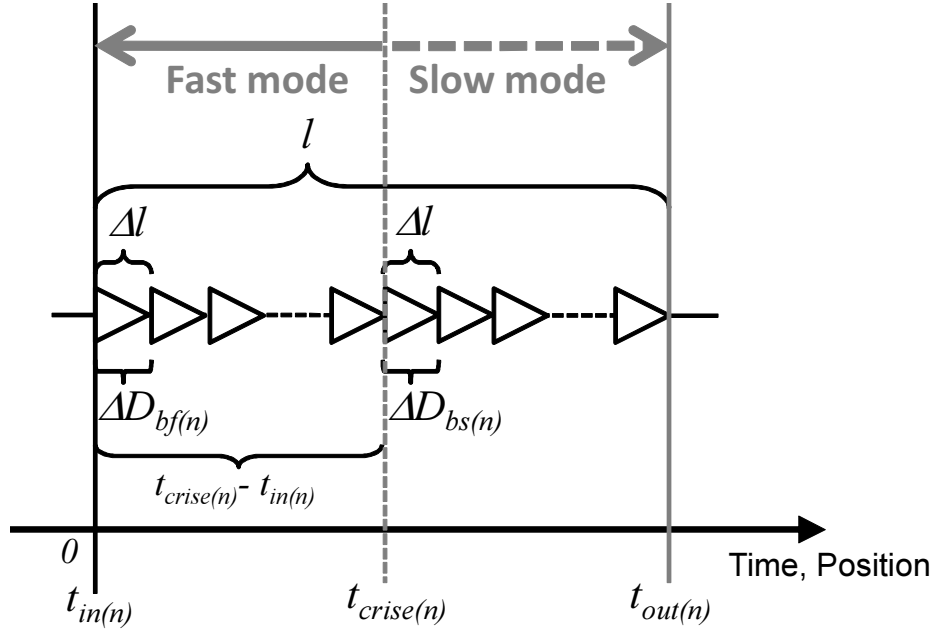 Fast mode Slow mode
l
Δl Δl
ΔD_bf(n) ΔD_bs(n)
t_crise(n) - t_in(n)
0
Time, Position
t_in(n) t_crise(n) t_out(n)